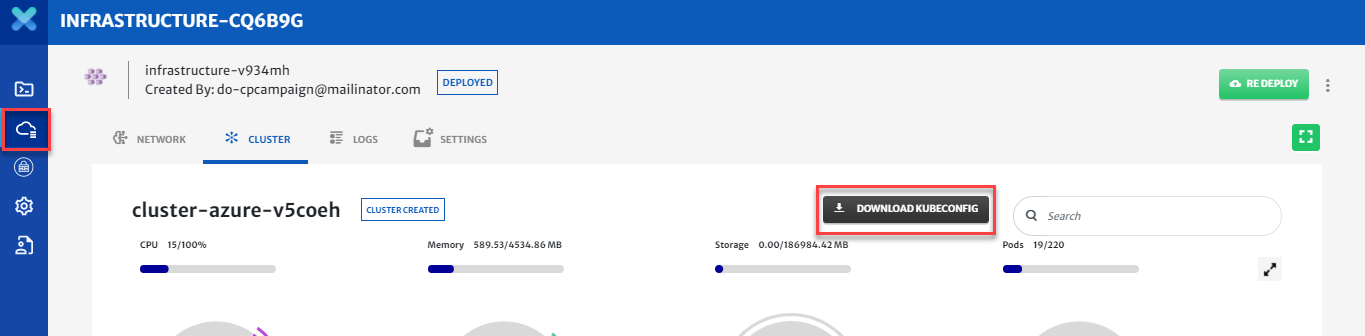 INFRASTRUCTURE-CQ6B9G
infrastructure-v934mh
Created By: do-cpcampaign@mailinator.com
DEPLOYED
RE DEPLOY
NETWORK
CLUSTER
LOGS
SETTINGS
cluster-azure-v5coeh
CLUSTER CREATED
DOWNLOAD KUBECONFIG
Search
CPU 15/100%
Memory 589.53/4534.86 MB
Storage 0.00/186984.42 MB
Pods 19/220